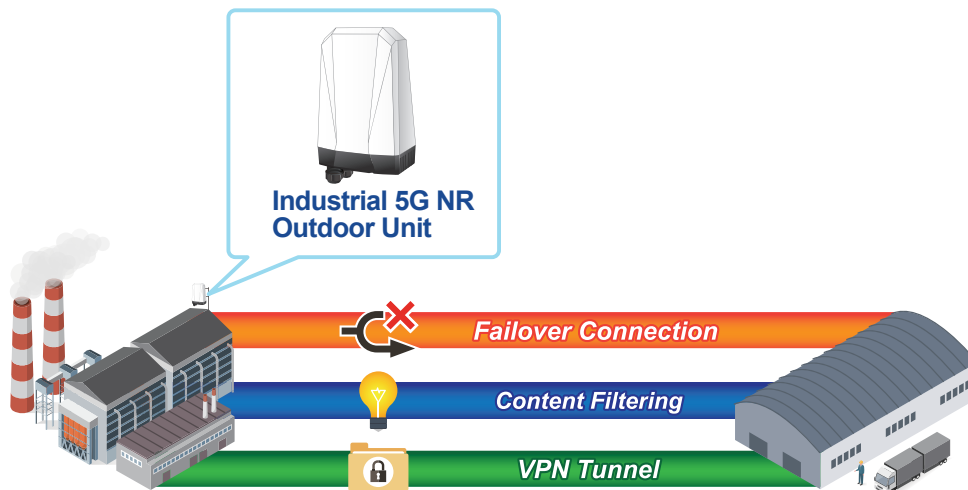 Industrial 5G NR
Outdoor Unit
Failover Connection
Content Filtering
VPN Tunnel